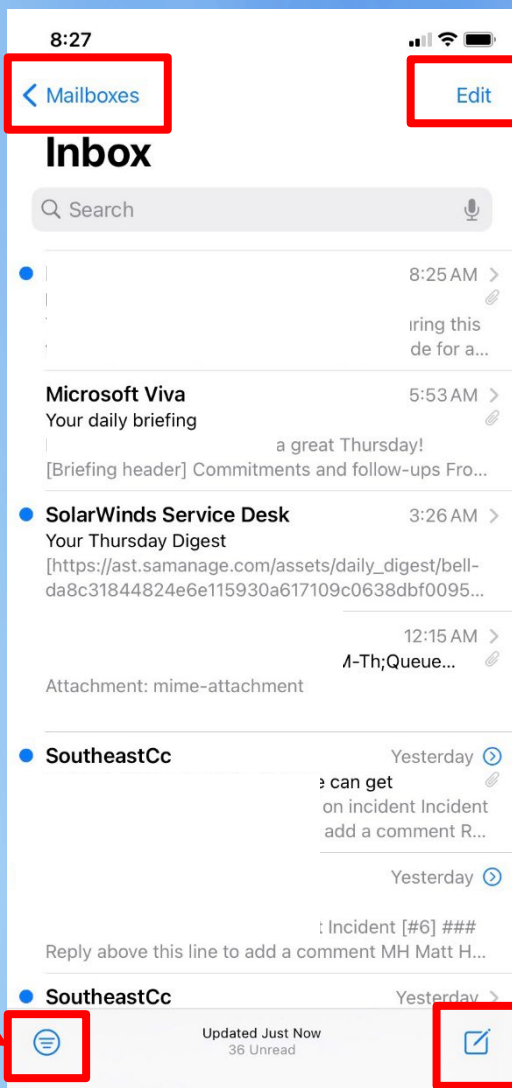 8:27
Mailboxes
Edit
Inbox
Search
8:25 AM
this
de for a...
Microsoft Viva
5:53 AM
Your daily briefing
a great Thursday!
[Briefing header] Commitments and follow-ups Fro...
SolarWinds Service Desk
3:26 AM
Your Thursday Digest
[https://ast.samanage.com/assets/daily_digest/bell-
da8c31844824e6e115930a617109c0638dbf0095...
12:15 AM
M-Th;Queue...
Attachment: mime-attachment
SoutheastCc
Yesterday
can get
on incident Incident
add a comment R...
Yesterday
t Incident [#6] ###
Reply above this line to add a comment MH Matt H...
SoutheastCc
Yesterday
Updated Just Now
36 Unread